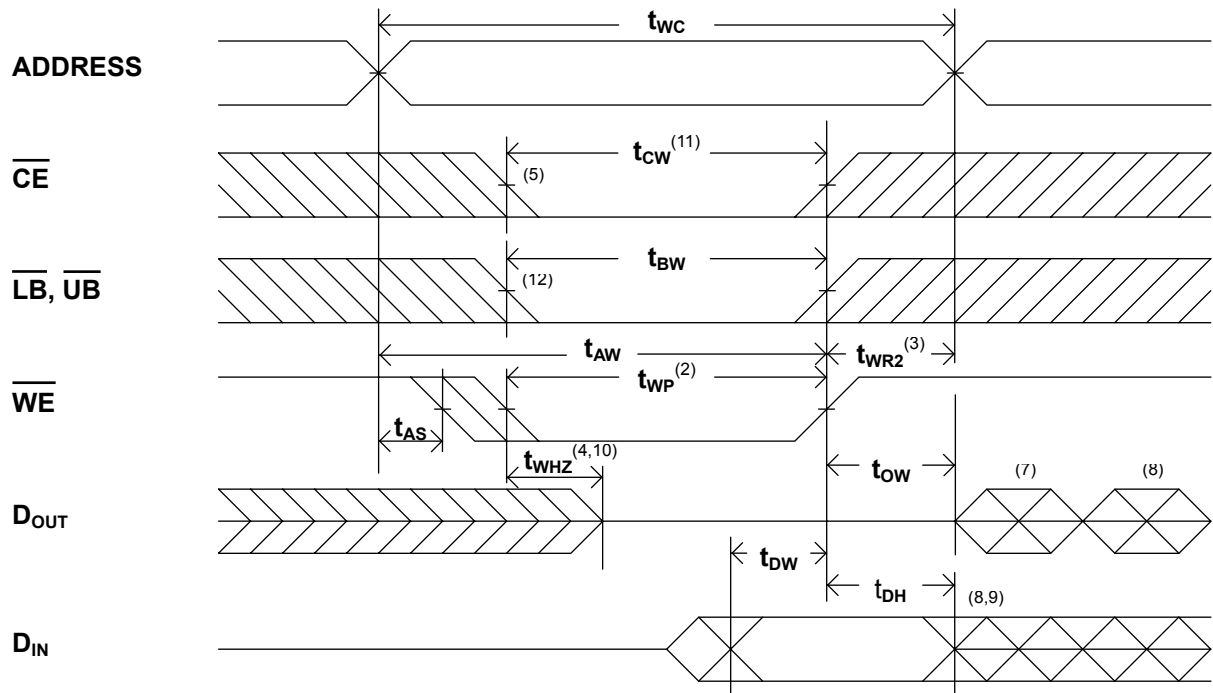 tWC
ADDRESS
tCW(11)
CE
(5)
tBW
LB, UB
(12)
tAW
tWR2(3)
tWP(2)
WE
tAS
tWHZ(4,10)
tOW
(7)
(8)
DOUT
tDW
tDH
(8,9)
DIN